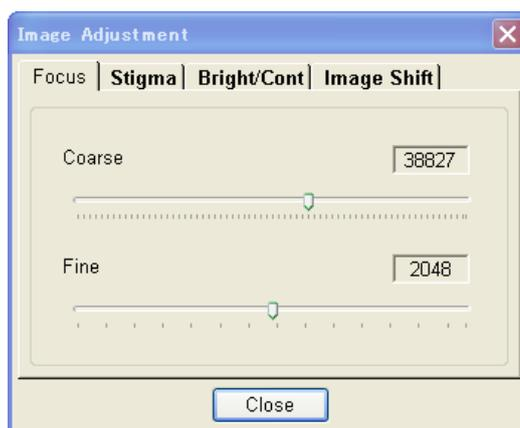 Image Adjustment
Focus Stigma Bright/Cont Image Shift
Coarse 38827
Fine 2048
Close